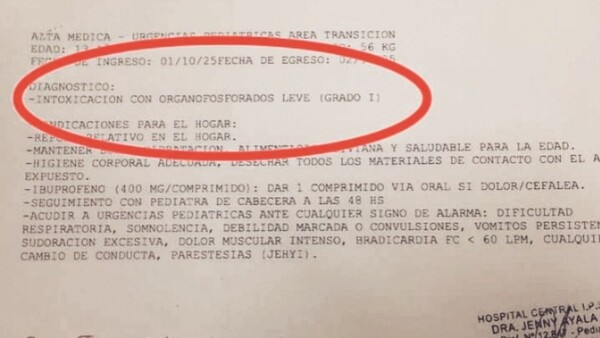 ALTA MEDICA - URGENCIAS PEDIATRICAS AREA TRANSICION
EDAD: 13 56 KG
FECHA DE INGRESO: 01/10/25FECHA DE EGRESO:
DIAGNOSTICO:
-INTOXICACION CON ORGANOFOSFORADOS LEVE (GRADO I)
INDICACIONES PARA EL HOGAR:
-REPOSO RELATIVO EN EL HOGAR.
-MANTENER HIDRATACION, ALIMENTACION LIVIANA Y SALUDABLE PARA LA EDAD.
-HIGIENE CORPORAL ADECUADA, DESECHAR TODOS LOS MATERIALES DE CONTACTO CON EL A
EXPUESTO.
-IBUPROFENO (400 MG/COMPRIMIDO): DAR 1 COMPRIMIDO VIA ORAL SI DOLOR/CEFALEA.
-SEGUIMIENTO CON PEDIATRA DE CABECERA A LAS 48 HS
-ACUDIR A URGENCIAS PEDIATRICAS ANTE CUALQUIER SIGNO DE ALARMA: DIFICULTAD
RESPIRATORIA, SOMNOLENCIA, DEBILIDAD MARCADA O CONVULSIONES, VOMITOS PERSISTEN
SUDORACION EXCESIVA, DOLOR MUSCULAR INTENSO, BRADICARDIA FC < 60 LPM, CUALQUIE
CAMBIO DE CONDUCTA, PARESTESIAS (JEHYI).
HOSPITAL CENTRAL I.P.S
DRA. JENNY AYALA